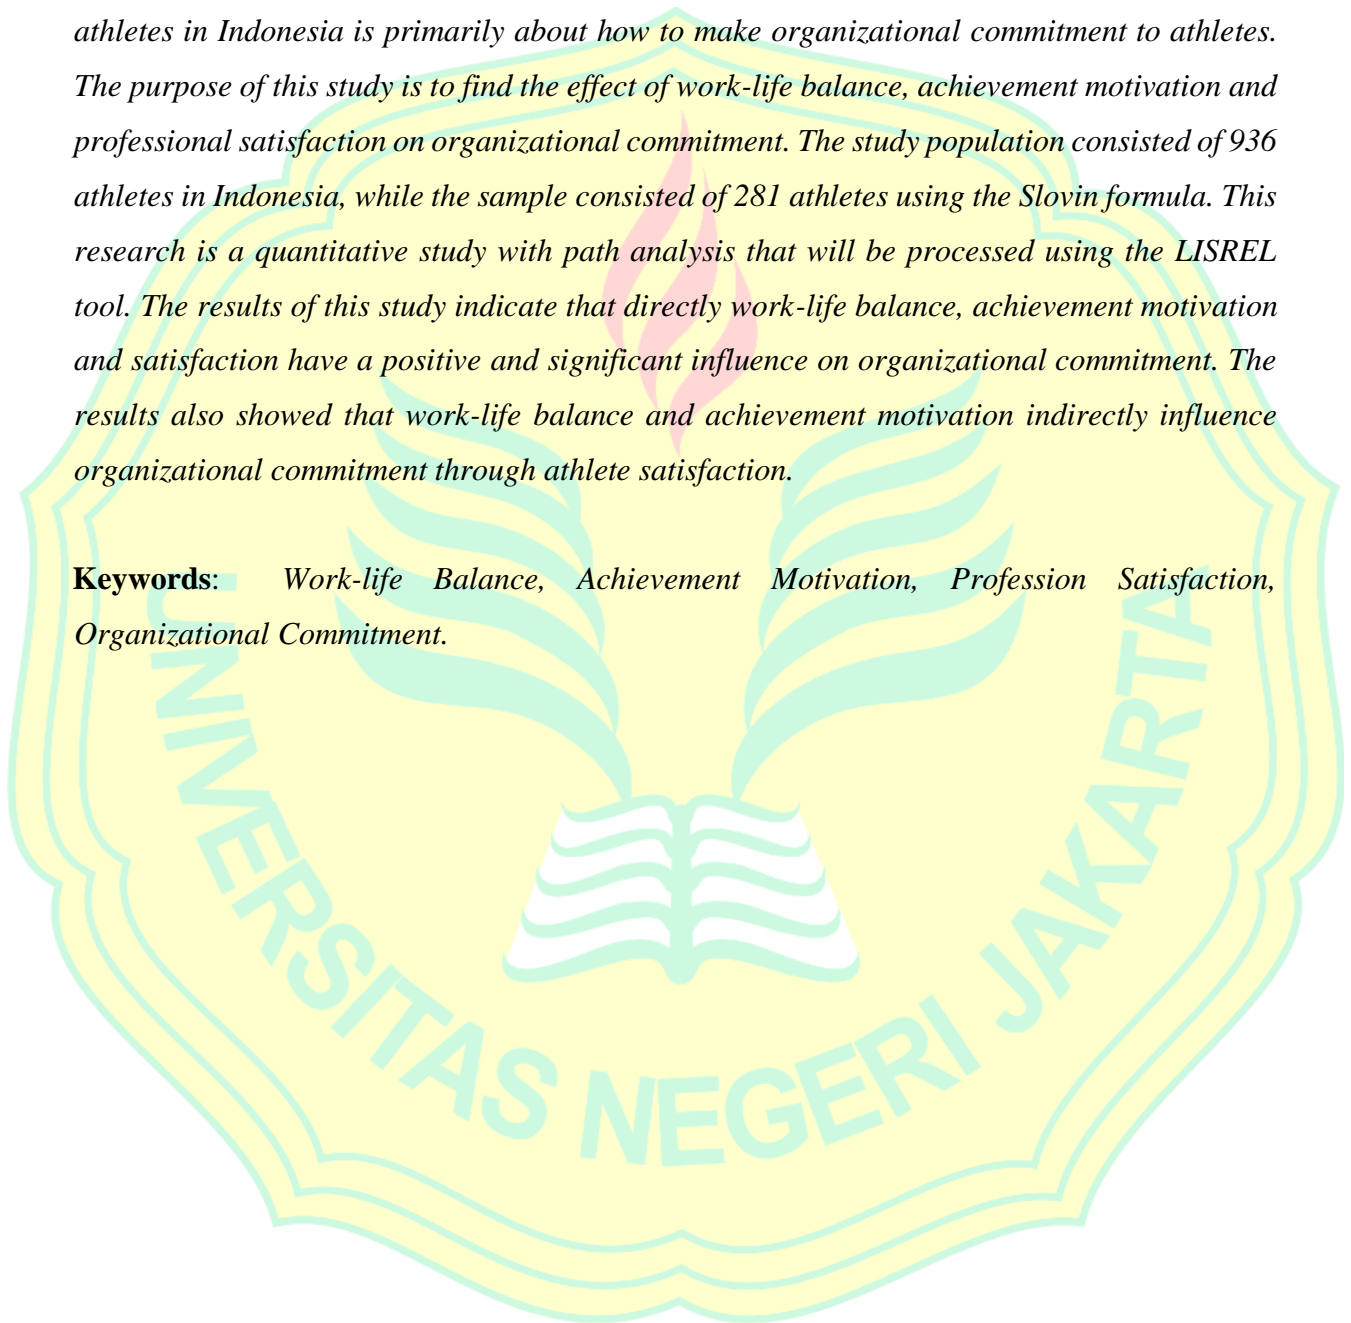 athletes in Indonesia is primarily about how to make organizational commitment to athletes.
The purpose of this study is to find the effect of work-life balance, achievement motivation and
professional satisfaction on organizational commitment. The study population consisted of 936
athletes in Indonesia, while the sample consisted of 281 athletes using the Slovin formula. This
research is a quantitative study with path analysis that will be processed using the LISREL
tool. The results of this study indicate that directly work-life balance, achievement motivation
and satisfaction have a positive and significant influence on organizational commitment. The
results also showed that work-life balance and achievement motivation indirectly influence
organizational commitment through athlete satisfaction.
Keywords: Work-life Balance, Achievement Motivation, Profession Satisfaction,
Organizational Commitment.
UNIVERSITAS NEGERI JAKARTA